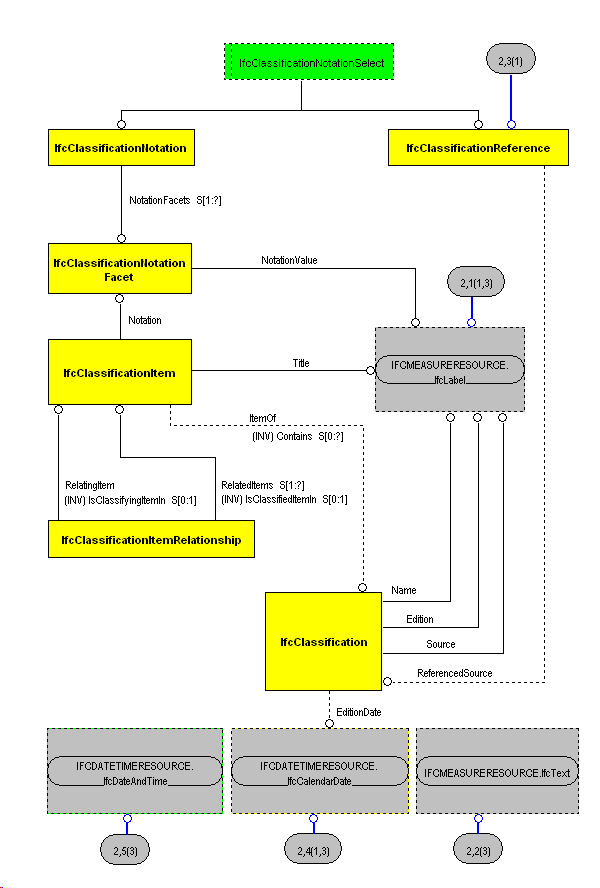 IfcClassificationNotationSelect
2,3(1)
IfcClassificationNotation
IfcClassificationReference
NotationFacets S[1:?]
IfcClassificationNotation
Facet
NotationValue
2,1(1,3)
Notation
IfcClassificationItem
Title
IFCMEASURERESOURCE.
IfcLabel
ItemOf
(INV) Contains S[0:?]
RelatingItem
(INV) IsClassifyingItemIn S[0:1]
RelatedItems S[1:?]
(INV) IsClassifiedItemIn S[0:1]
IfcClassificationItemRelationship
Name
Edition
IfcClassification
Source
ReferencedSource
EditionDate
IFCDATETIMERESOURCE.
IfcDateAndTime
IFCDATETIMERESOURCE.
IfcCalendarDate
IFCMEASURERESOURCE.IfcText
2,5(3)
2,4(1,3)
2,2(3)